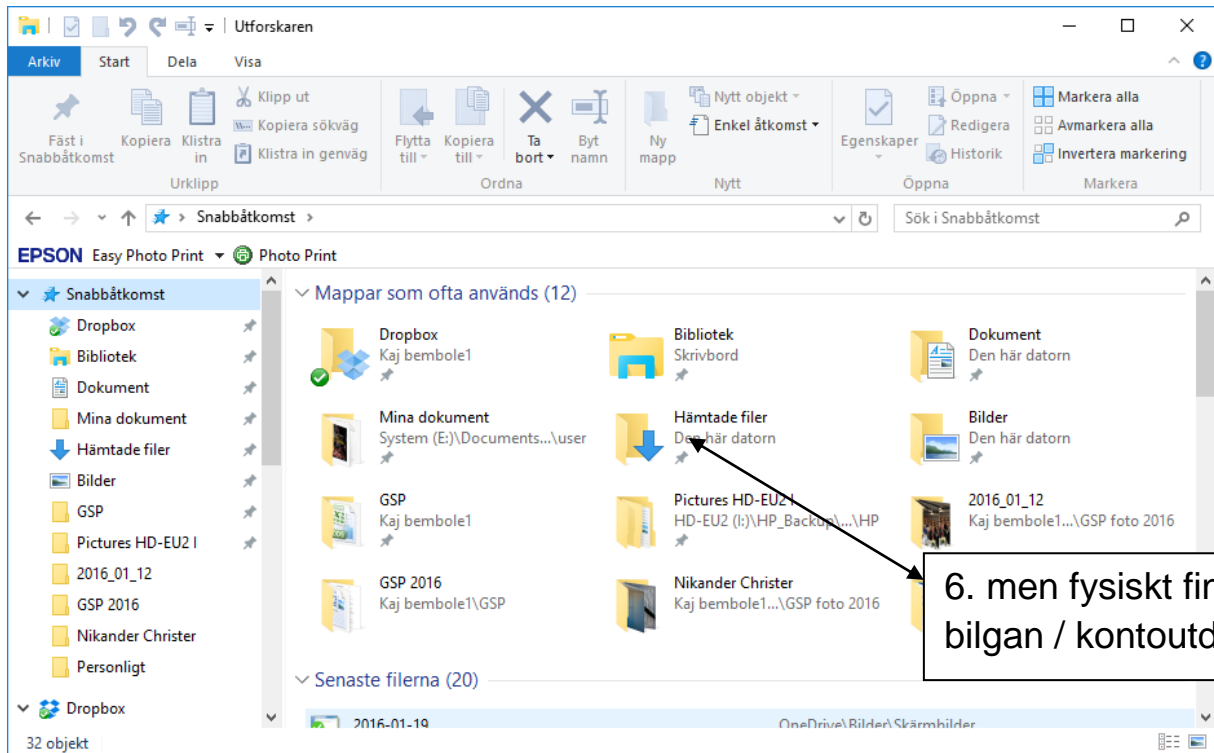 Utforskaren
Arkiv Start Dela Visa
Fäst i Snabbåtkomst
Kopiera
Klistra in
Klipp ut
Kopiera sökväg
Klistra in genväg
Urklipp
Flytta till
Kopiera till
Ta bort
Byt namn
Ordna
Ny mapp
Nytt objekt
Enkel åtkomst
Nytt
Egenskaper
Öppna
Redigera
Historik
Öppna
Markera alla
Avmarkera alla
Invertera markering
Markera
Snabbåtkomst
Sök i Snabbåtkomst
EPSON Easy Photo Print Photo Print
Snabbåtkomst
Dropbox
Bibliotek
Dokument
Mina dokument
Hämtade filer
Bilder
GSP
Pictures HD-EU2 I
2016_01_12
GSP 2016
Nikander Christer
Personligt
Dropbox
Mappar som ofta används (12)
Dropbox
Kaj bembole1
Bibliotek
Skrivbord
Dokument
Den här datorn
Mina dokument
System (E:)\Documents...\user
Hämtade filer
Den här datorn
Bilder
Den här datorn
GSP
Kaj bembole1
Pictures HD-EU2 I
HD-EU2 (I:)\HP_Backup\...\HP
2016_01_12
Kaj bembole1...\GSP foto 2016
GSP 2016
Kaj bembole1\GSP
Nikander Christer
Kaj bembole1...\GSP foto 2016
6. men fysiskt
bilgan /
Senaste filerna (20)
2016-01-19
OneDrive\Bilder\Skärmbilder
32 objekt